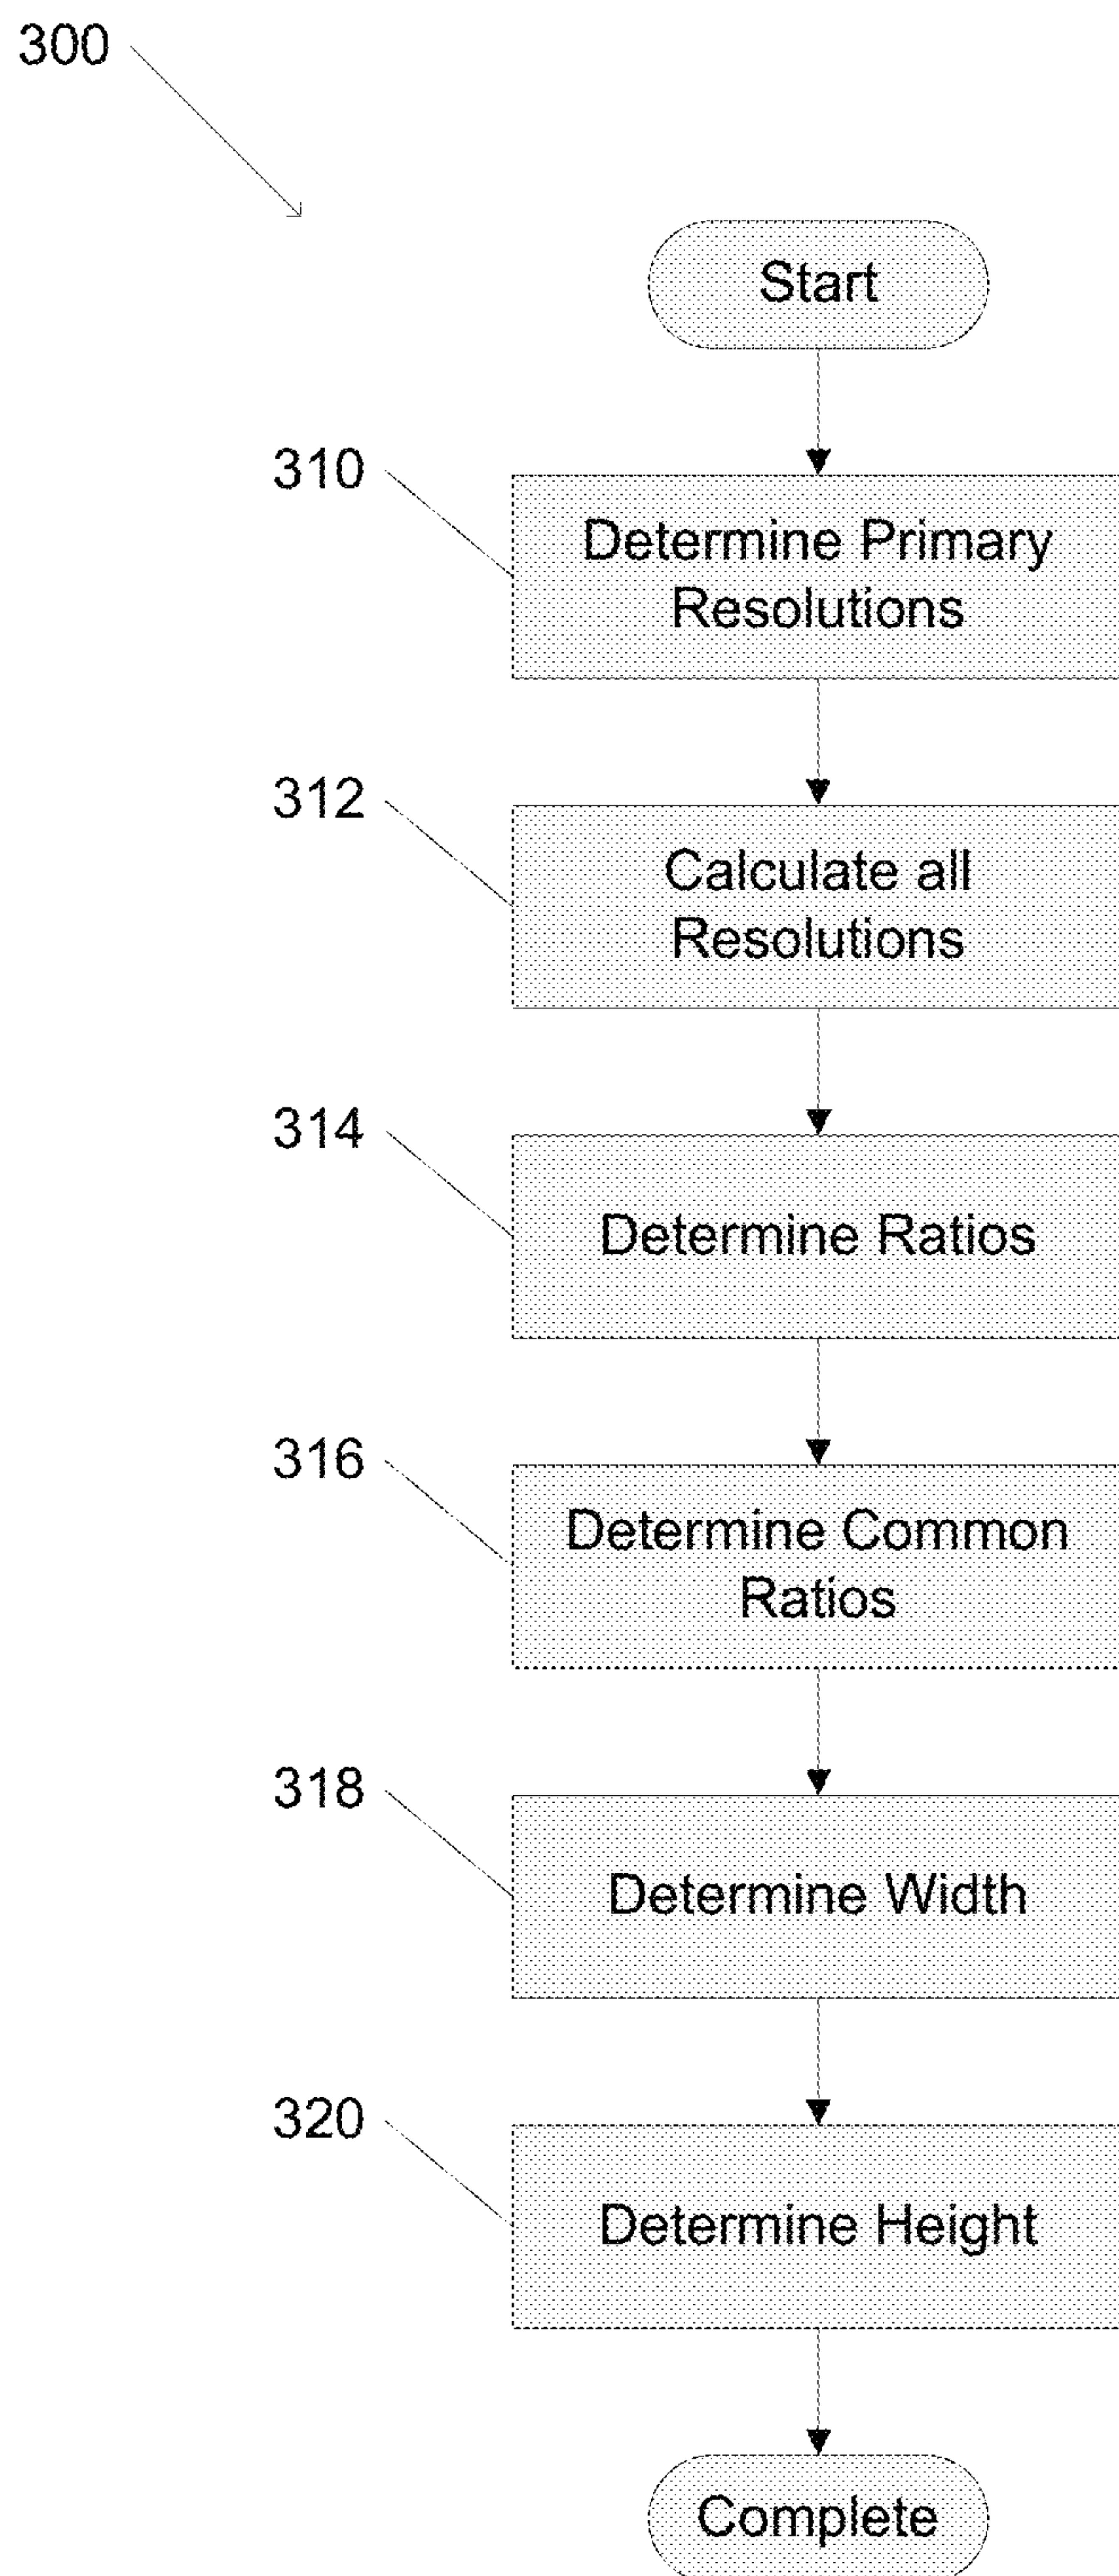 300
Start
310
Determine Primary
Resolutions
312
Calculate all
Resolutions
314
Determine Ratios
316
Determine Common
Ratios
318
Determine Width
320
Determine Height
Complete